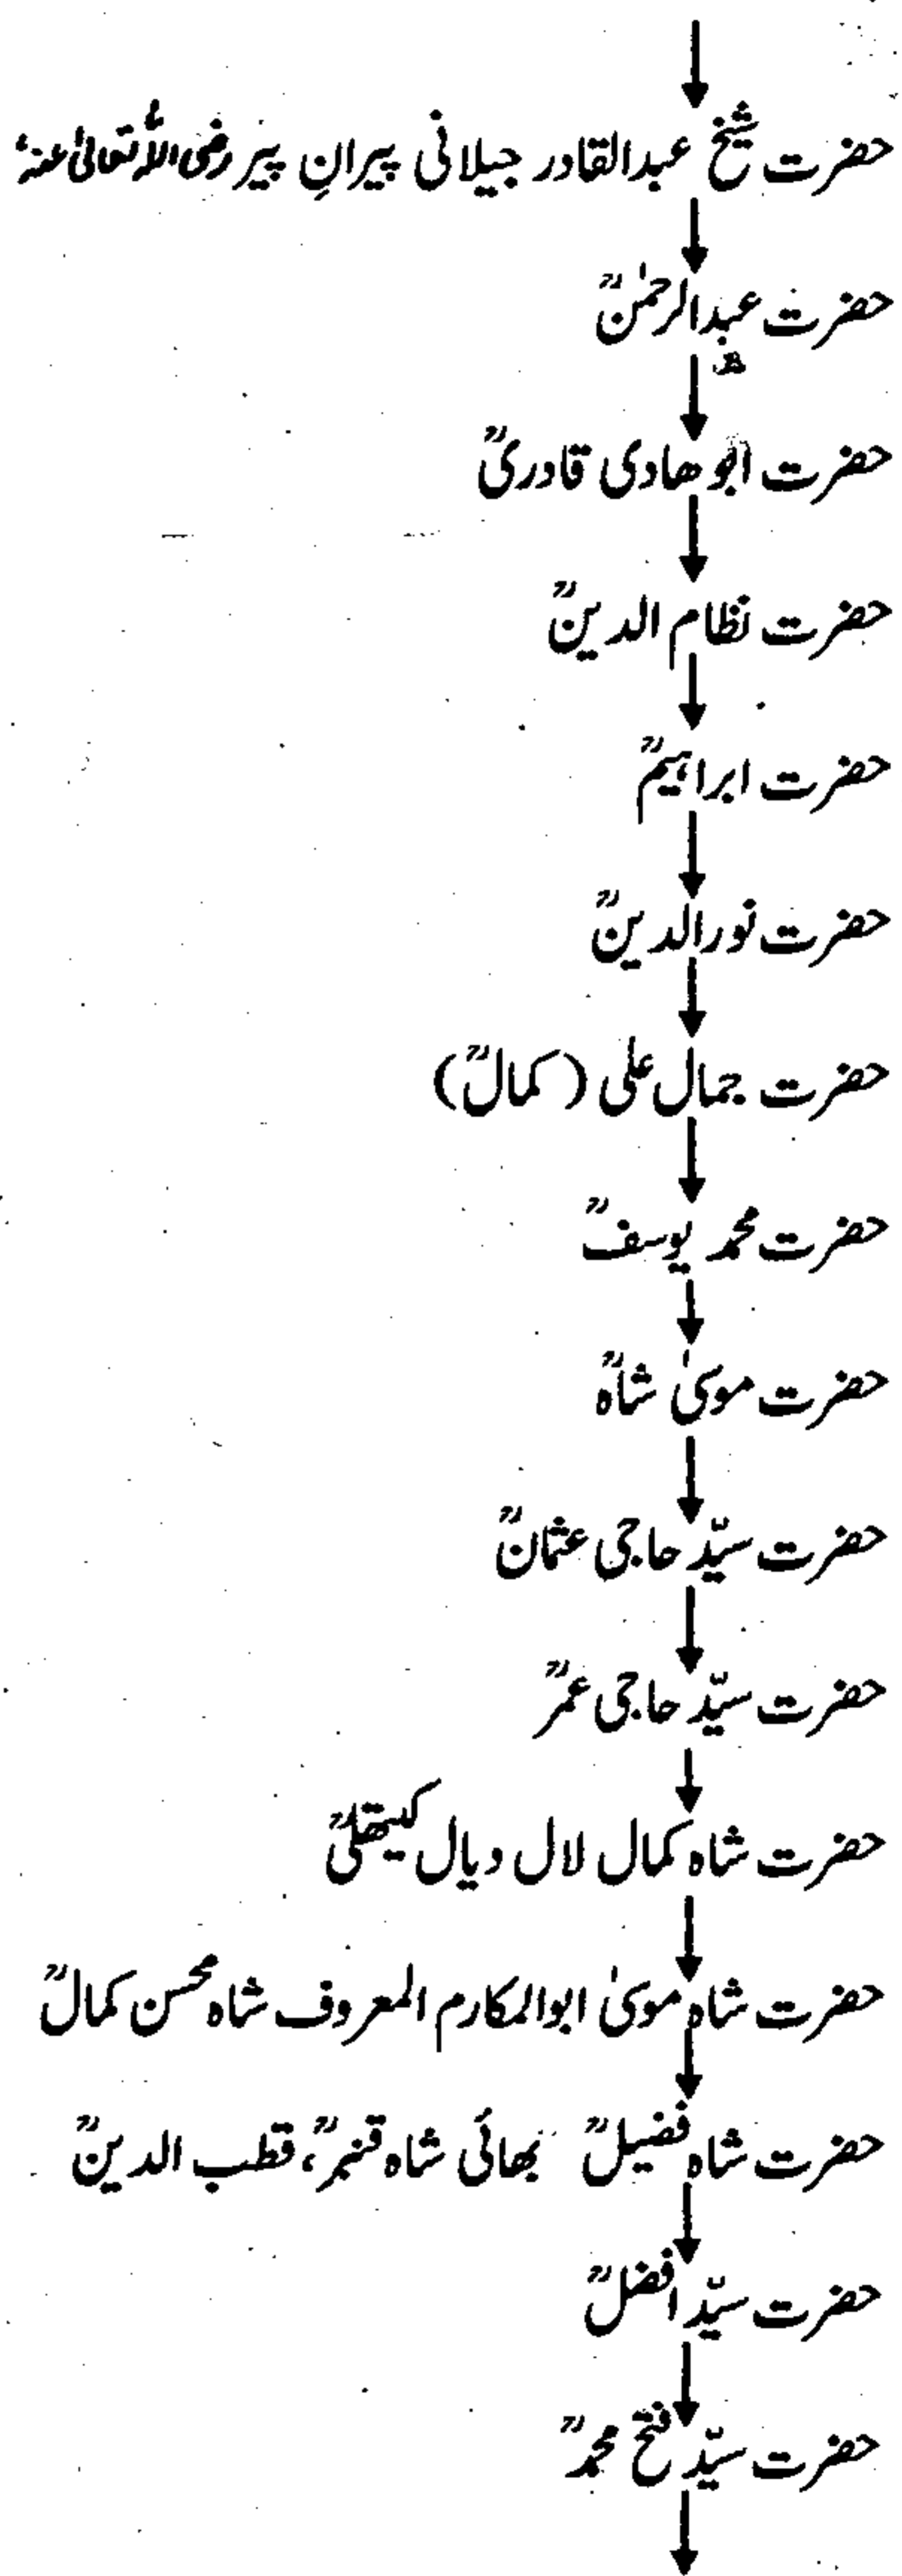 حضرت شیخ عبدالقادر جیلانی پیرانِ پیر رضی اللہ تعالیٰ عنہٗ
حضرت عبدالرحمٰنؒ
حضرت ابو ھادی قادریؒ
حضرت نظام الدینؒ
حضرت ابراہیمؒ
حضرت نورالدینؒ
حضرت جمال علی (کمالؒ)
حضرت محمد یوسفؒ
حضرت موسیٰ شاہؒ
حضرت سیّد حاجی عثمانؒ
حضرت سیّد حاجی عمرؒ
حضرت شاہ کمال لال دیال کیتھلیؒ
حضرت شاہ موسیٰ ابوالمکارم المعروف شاہ محسن کمالؒ
حضرت شاہ فضیلؒ بھائی شاہ قنبرؒ، قطب الدینؒ
حضرت سیّد افضلؒ
حضرت سیّد فتح محمدؒ